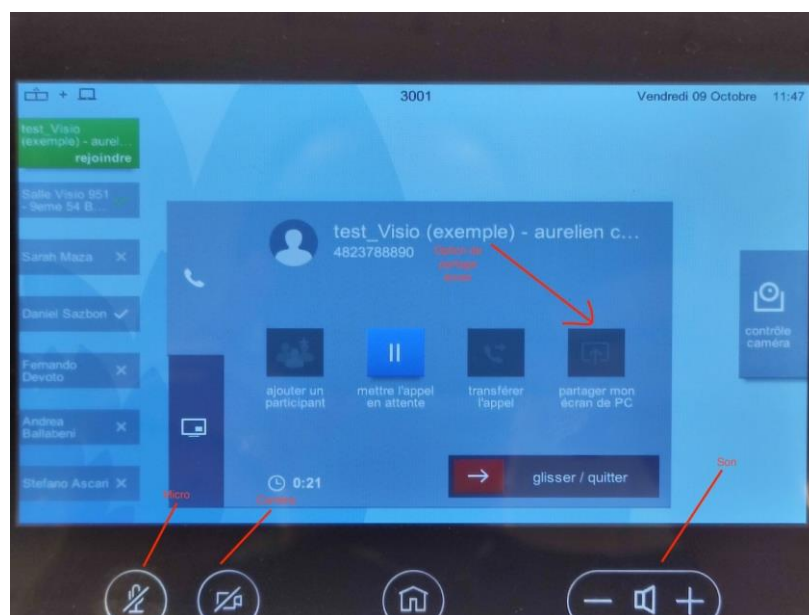 3001
Vendredi 09 Octobre 11:47
test_Visio
(exemple) - aurel...
rejoindre
Salle Visio 951
- 9eme 54 B....
Sarah Maza
Daniel Sazbon
Fernando
Devoto
Andrea
Ballabeni
Stefano Ascari
test_Visio (exemple) - aurelien c...
4823788890
partage
ajouter un
participant
mettre l'appel
en attente
transférer
l'appel
partager mon
écran de PC
contrôle
caméra
0:21
glisser / quitter
Micro
Son